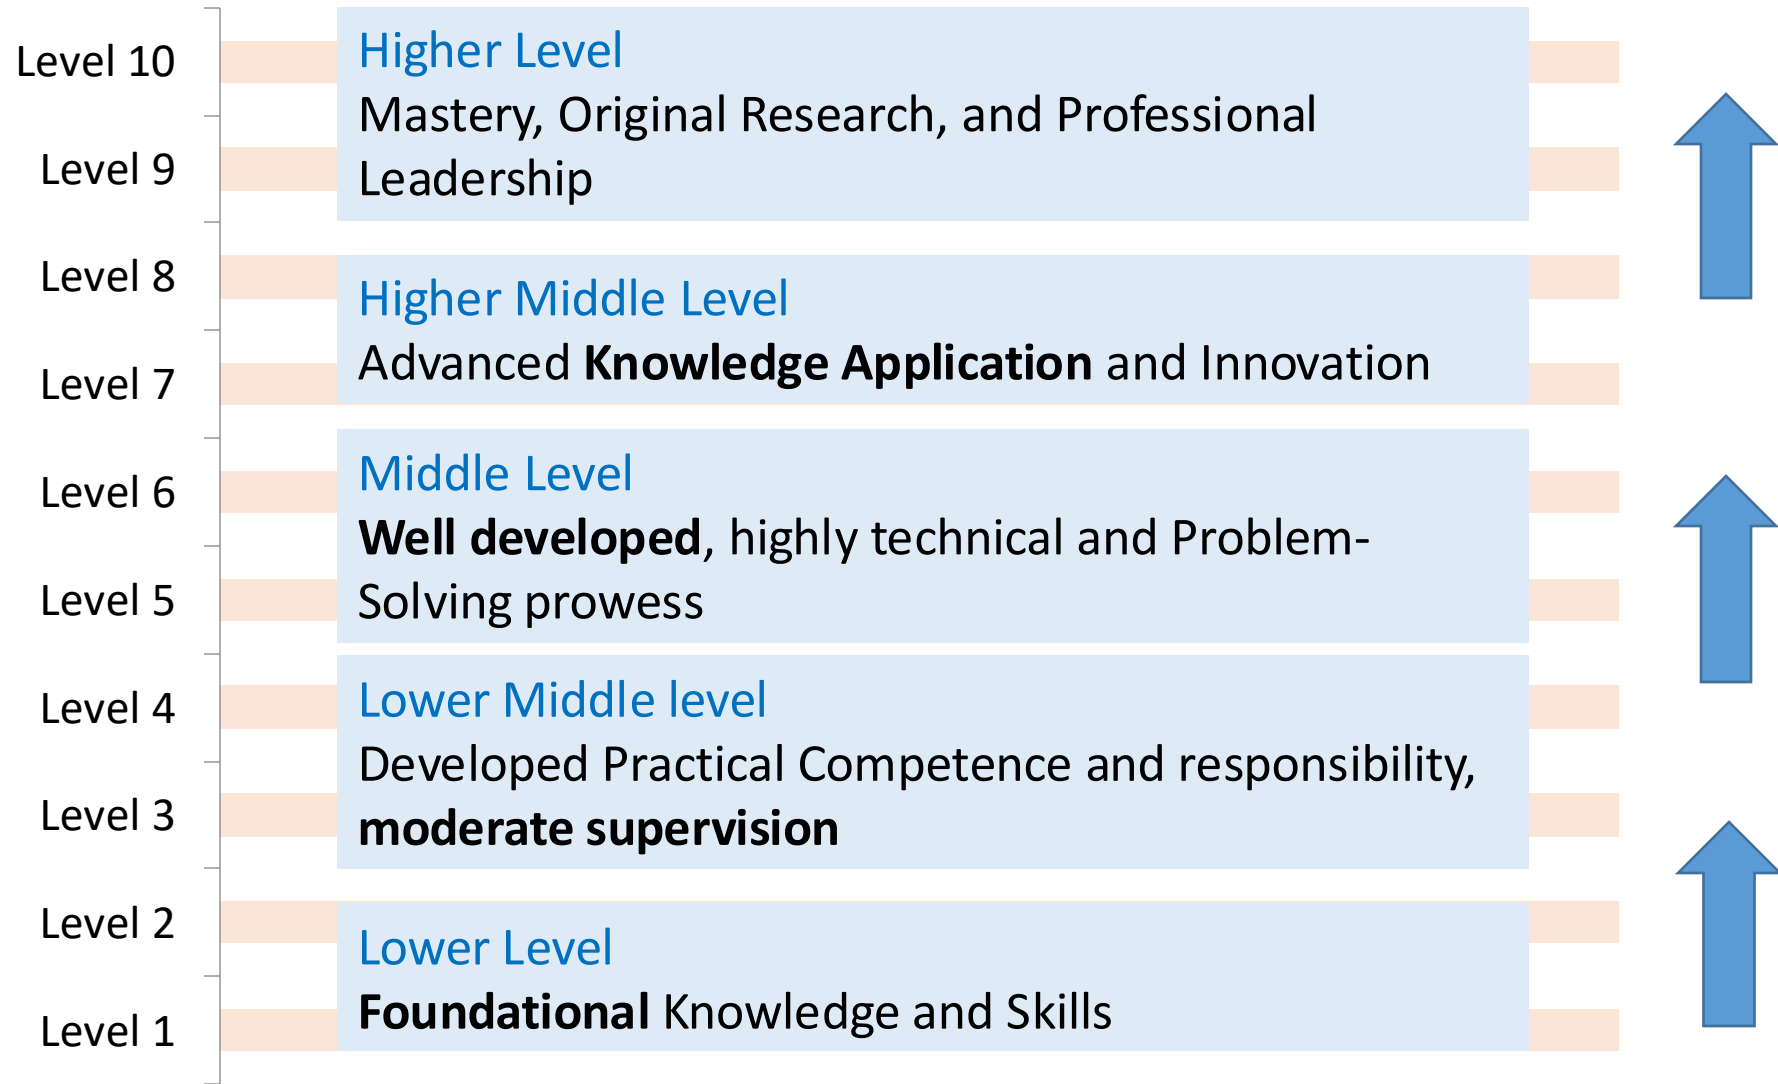 Level 10
Higher Level
Mastery, Original Research, and Professional
Leadership
Level 9
Level 8
Higher Middle Level
Advanced Knowledge Application and Innovation
Level 7
Middle Level
Level 6
Well developed, highly technical and Problem-
Solving prowess
Level 5
Lower Middle level
Level 4
Developed Practical Competence and responsibility,
moderate supervision
Level 3
Level 2
Lower Level
Foundational Knowledge and Skills
Level 1